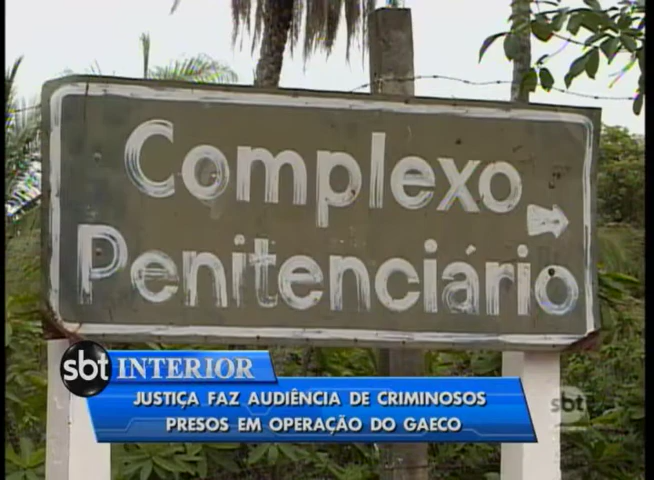 Complexo
Penitenciário
sbt INTERIOR
JUSTIÇA FAZ AUDIÊNCIA DE CRIMINOSOS
PRESOS EM OPERAÇÃO DO GAECO
sbt